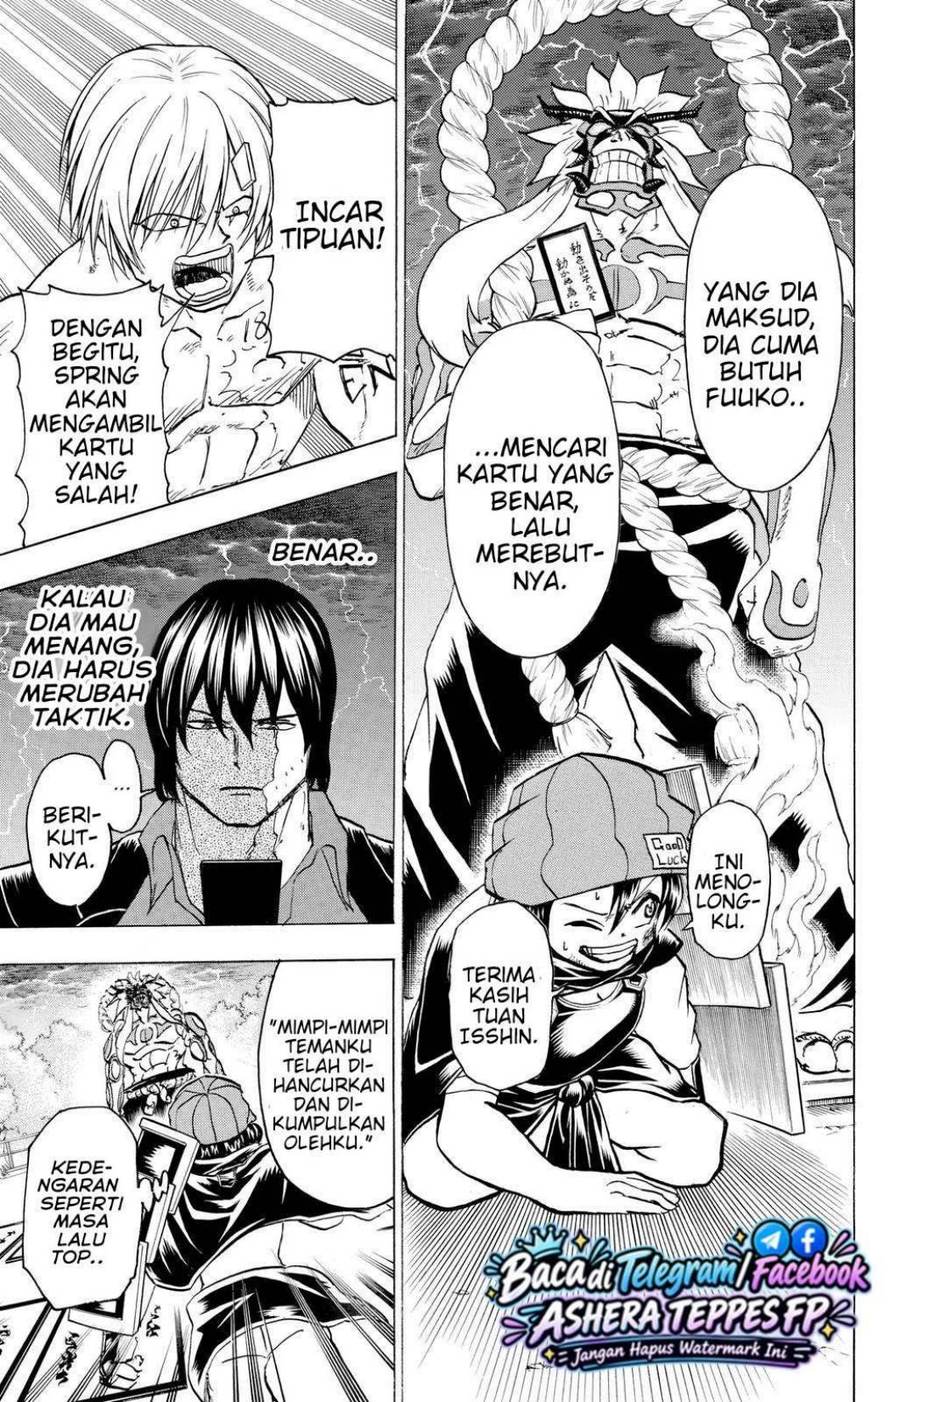 YANG DIA
MAKSUD,
DIA CUMA
BUTUH
FUUKO..
...MENCARI
KARTU YANG
BENAR,
LALU
MEREBUT-
NYA.
INI
MENO-
LONG-
KU.
TERIMA
KASIH
TUAN
ISSHIN.
GOOD
LUCK
INCAR
TIPUAN!
DENGAN
BEGITU,
SPRING
AKAN
MENGAMBIL
KARTU
YANG
SALAH!
18
BENAR..
KALAU
DIA MAU
MENANG,
DIA HARUS
MERUBAH
TAKTIK.
...
BERI-
KUT-
NYA.
"MIMPI-MIMPI
TEMANKU
TELAH DI-
HANCURKAN
DAN DI-
KUMPULKAN
OLEHKU."
KEDE-
NGARAN
SEPERTI
MASA
LALU
TOP..
Baca di Telegram/Facebook
ASHERA TEPPES FP
Jangan Hapus Watermark Ini